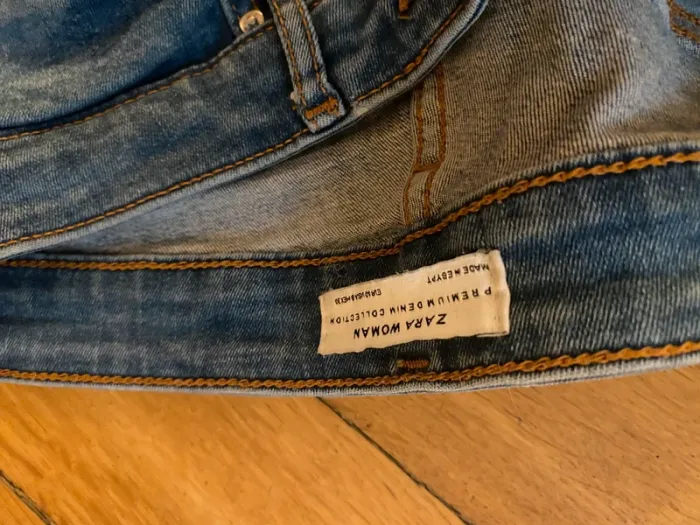 ZARA WOMAN
PREMIUM DENIM COLLECTION
MADE IN EGYPT